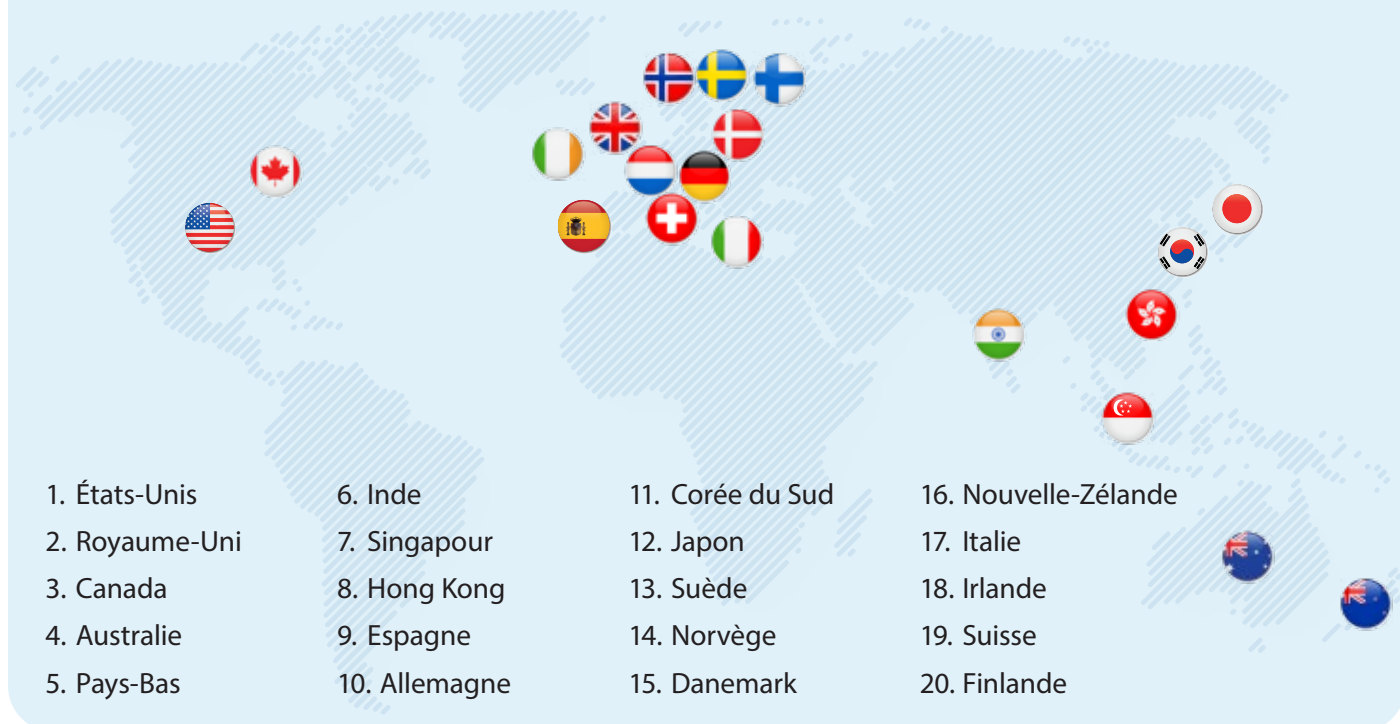 1. États-Unis
2. Royaume-Uni
3. Canada
4. Australie
5. Pays-Bas
6. Inde
7. Singapour
8. Hong Kong
9. Espagne
10. Allemagne
11. Corée du Sud
12. Japon
13. Suède
14. Norvège
15. Danemark
16. Nouvelle-Zélande
17. Italie
18. Irlande
19. Suisse
20. Finlande